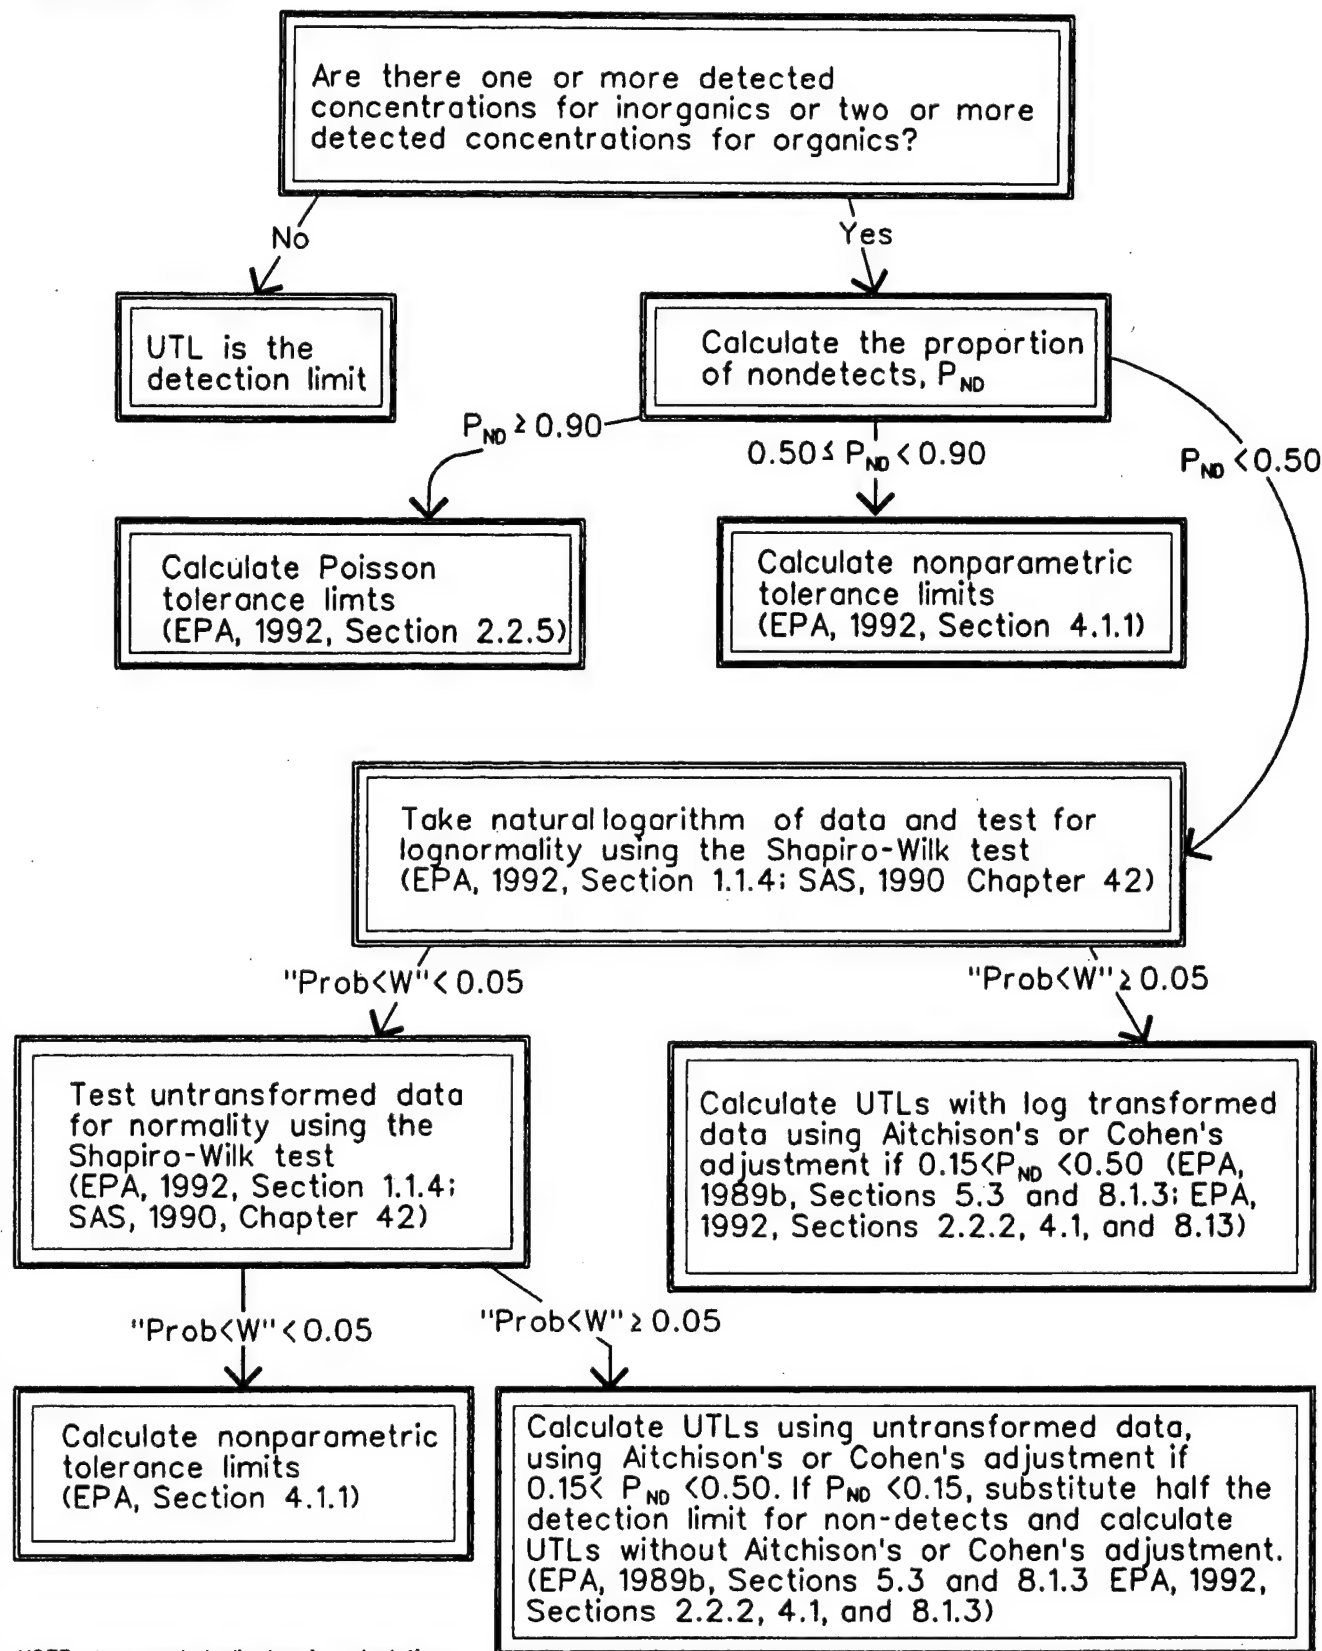 Are there one or more detected
concentrations for inorganics or two or more
detected concentrations for organics?
No
Yes
UTL is the
detection limit
Calculate the proportion
of nondetects, P_ND
P_ND ≥ 0.90
0.50 ≤ P_ND < 0.90
P_ND < 0.50
Calculate Poisson
tolerance limts
(EPA, 1992, Section 2.2.5)
Calculate nonparametric
tolerance limits
(EPA, 1992, Section 4.1.1)
Take natural logarithm of data and test for
lognormality using the Shapiro-Wilk test
(EPA, 1992, Section 1.1.4; SAS, 1990 Chapter 42)
"Prob<W" < 0.05
"Prob<W" ≥ 0.05
Test untransformed data
for normality using the
Shapiro-Wilk test
(EPA, 1992, Section 1.1.4;
SAS, 1990, Chapter 42)
Calculate UTLs with log transformed
data using Aitchison's or Cohen's
adjustment if 0.15<P_ND <0.50 (EPA,
1989b, Sections 5.3 and 8.1.3; EPA,
1992, Sections 2.2.2, 4.1, and 8.13)
"Prob<W" < 0.05
"Prob<W" ≥ 0.05
Calculate nonparametric
tolerance limits
(EPA, Section 4.1.1)
Calculate UTLs using untransformed data,
using Aitchison's or Cohen's adjustment if
0.15< P_ND <0.50. If P_ND <0.15, substitute half the
detection limit for non-detects and calculate
UTLs without Aitchison's or Cohen's adjustment.
(EPA, 1989b, Sections 5.3 and 8.1.3 EPA, 1992,
Sections 2.2.2, 4.1, and 8.1.3)